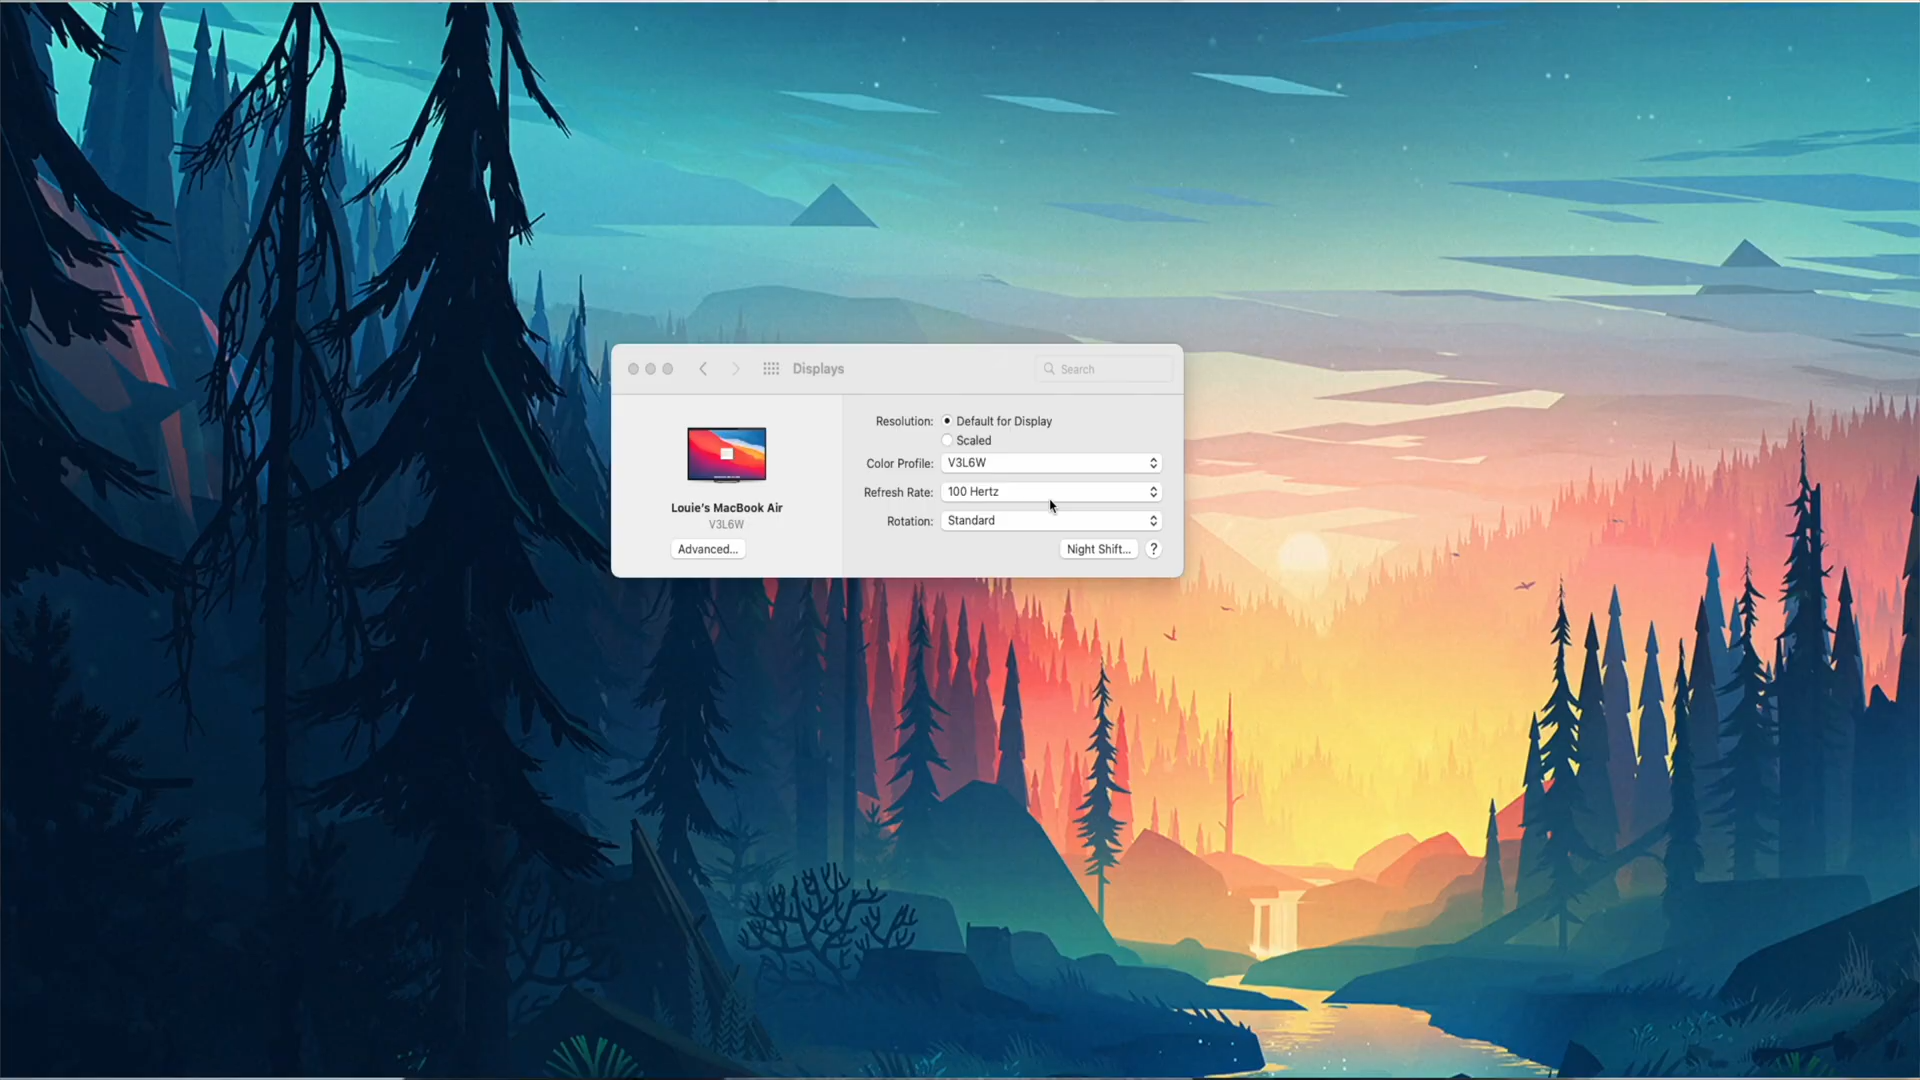 Displays
Search
Resolution: Default for Display
Scaled
Color Profile: V3L6W
Refresh Rate: 100 Hertz
Rotation: Standard
Night Shift... ?
Louie's MacBook Air
V3L6W
Advanced...